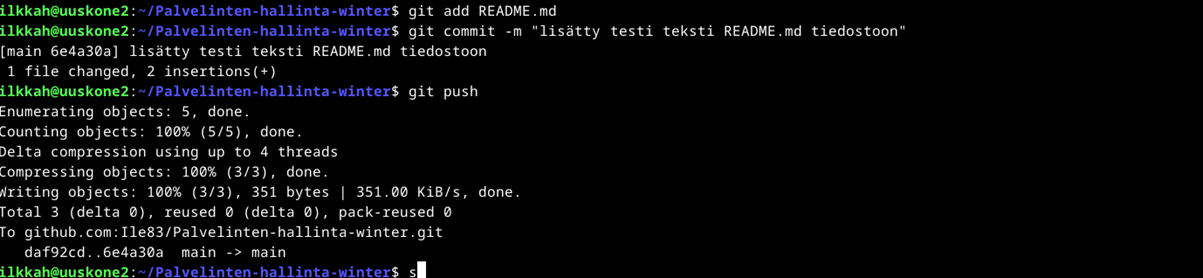 ilkkah@uuskone2:~/Palvelinten-hallinta-winter$ git add README.md
ilkkah@uuskone2:~/Palvelinten-hallinta-winter$ git commit -m "lisätty testi teksti README.md tiedostoon"
[main 6e4a30a] lisätty testi teksti README.md tiedostoon
 1 file changed, 2 insertions(+)
ilkkah@uuskone2:~/Palvelinten-hallinta-winter$ git push
Enumerating objects: 5, done.
Counting objects: 100% (5/5), done.
Delta compression using up to 4 threads
Compressing objects: 100% (3/3), done.
Writing objects: 100% (3/3), 351 bytes | 351.00 KiB/s, done.
Total 3 (delta 0), reused 0 (delta 0), pack-reused 0
To github.com:Ile83/Palvelinten-hallinta-winter.git
   daf92cd..6e4a30a  main -> main
ilkkah@uuskone2:~/Palvelinten-hallinta-winter$ s